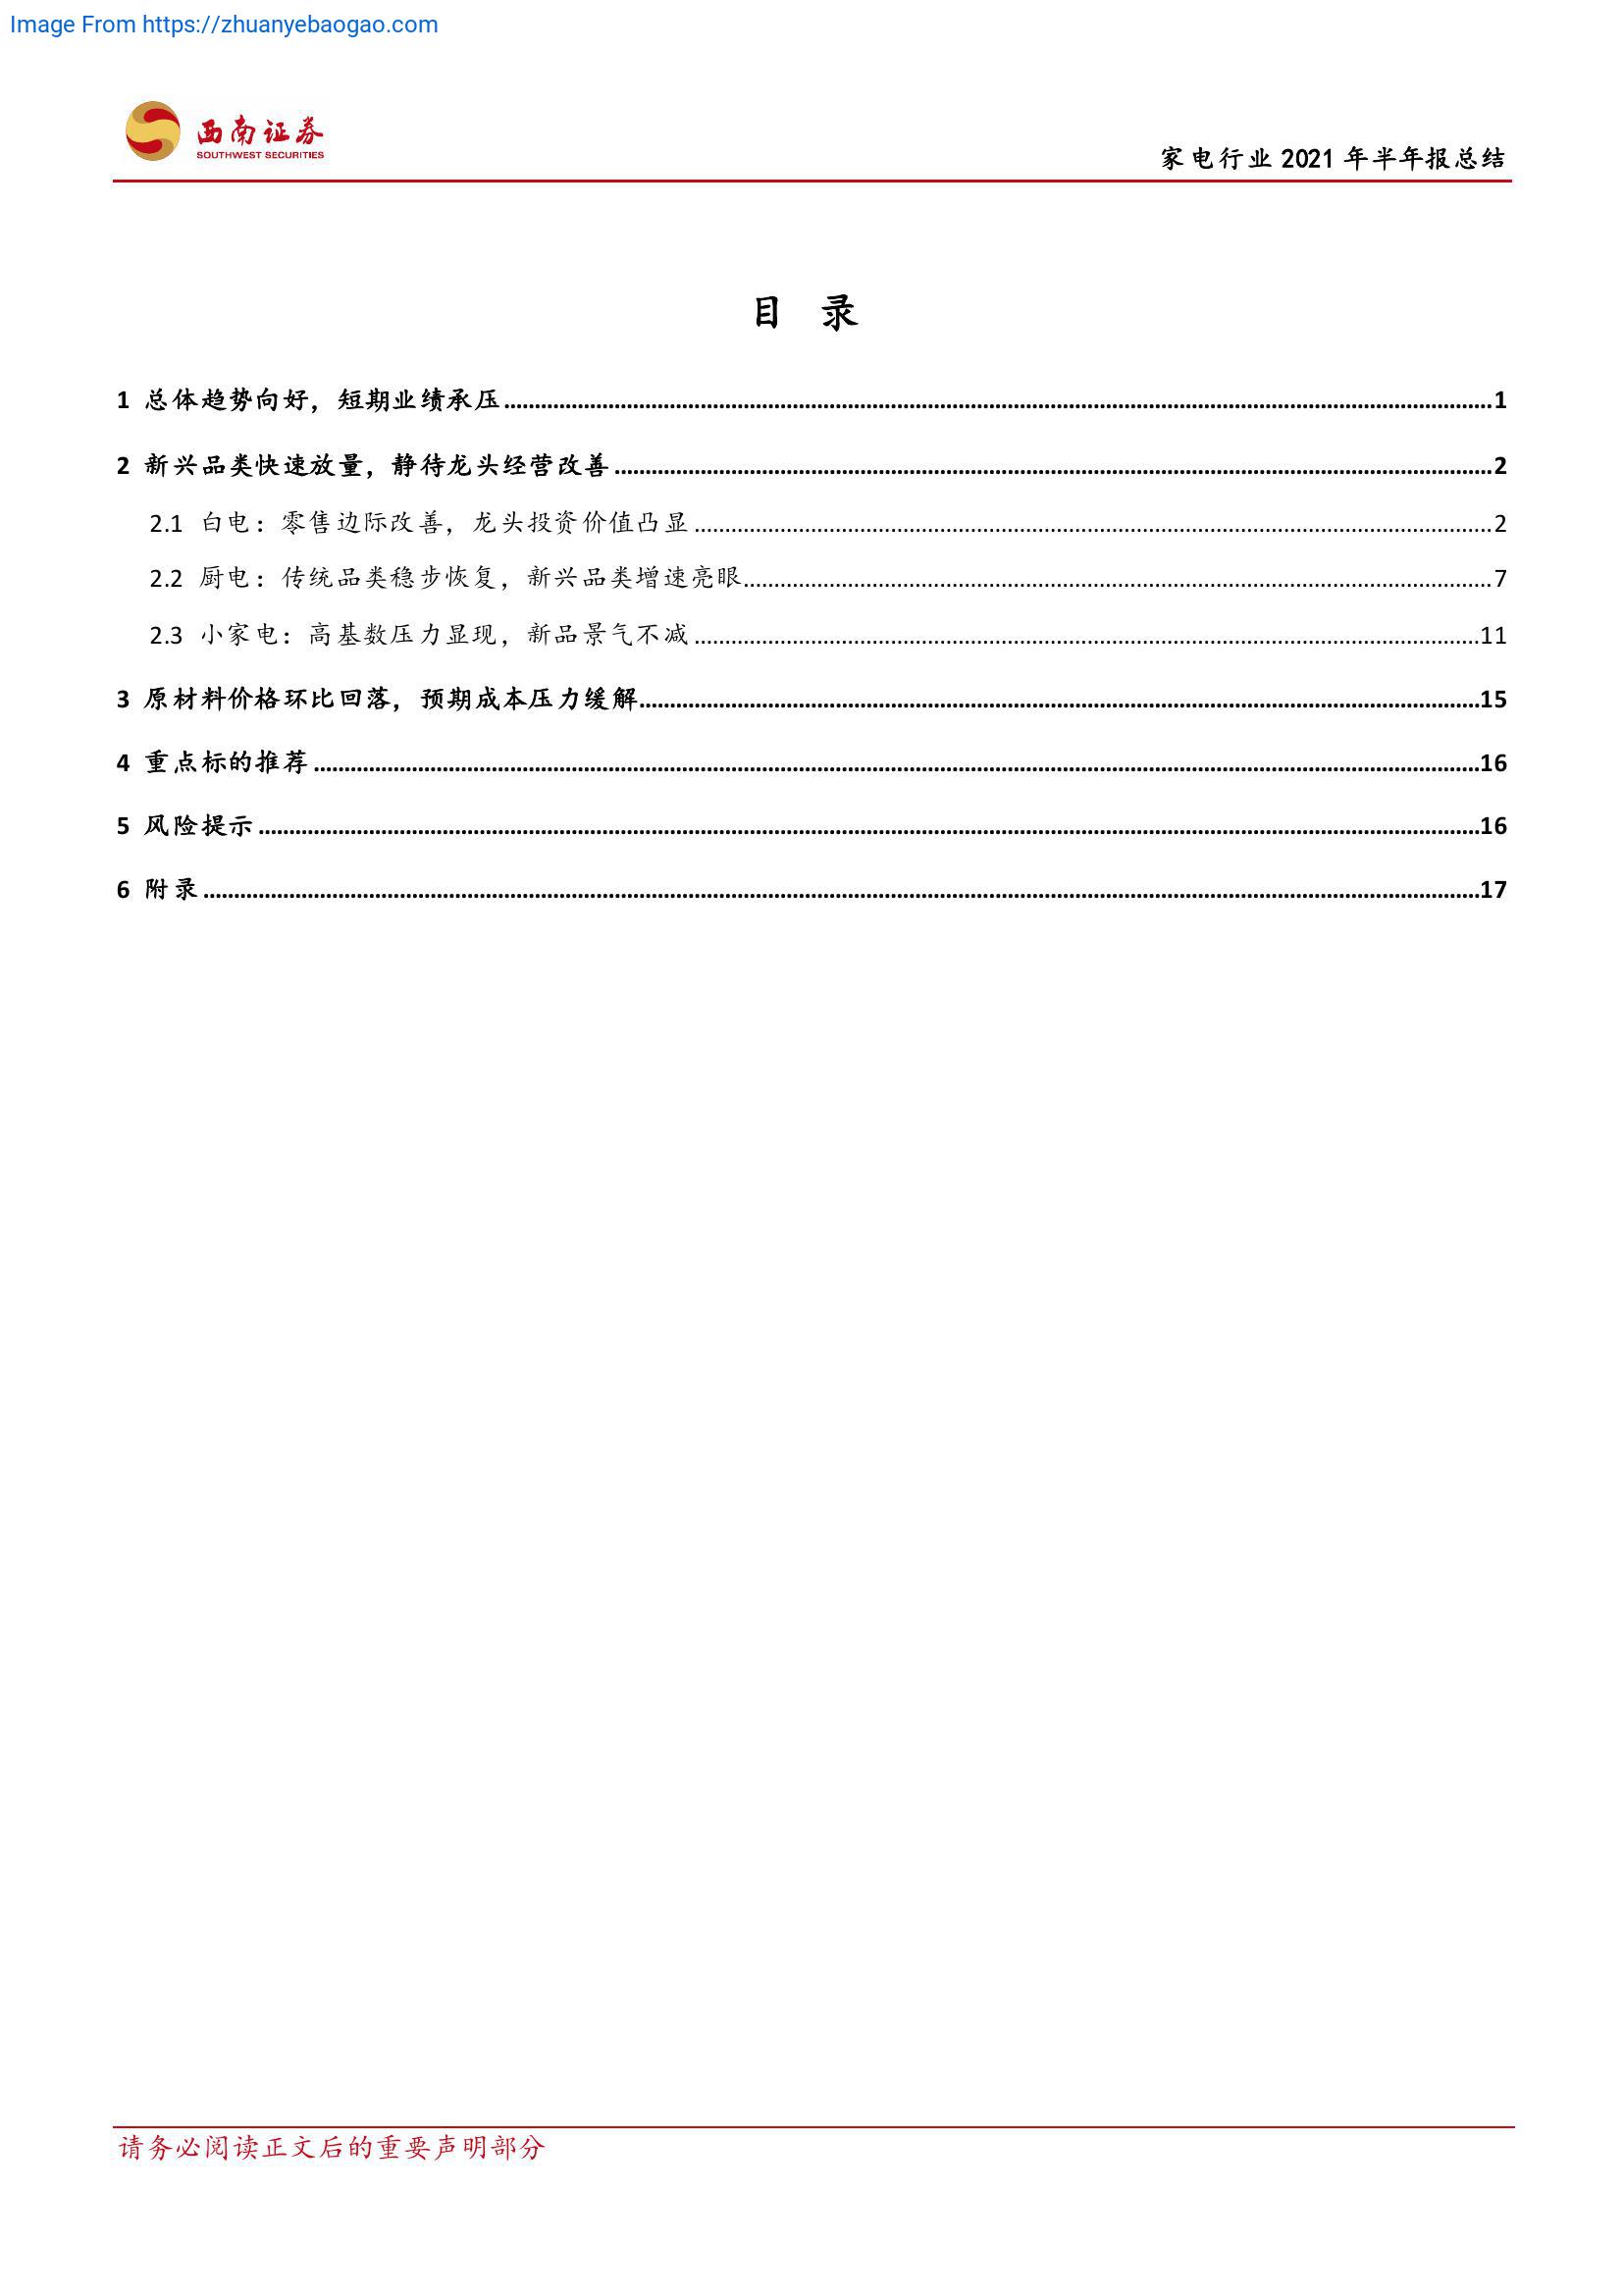 Image From https://zhuanyebaogao.com
西南证券
SOUTHWEST SECURITIES
家电行业 2021 年半年报总结
目 录
1 总体趋势向好，短期业绩承压........1
2 新兴品类快速放量，静待龙头经营改善........2
2.1 白电：零售边际改善，龙头投资价值凸显........2
2.2 厨电：传统品类稳步恢复，新兴品类增速亮眼........7
2.3 小家电：高基数压力显现，新品景气不减........11
3 原材料价格环比回落，预期成本压力缓解........15
4 重点标的推荐........16
5 风险提示........16
6 附录........17
请务必阅读正文后的重要声明部分